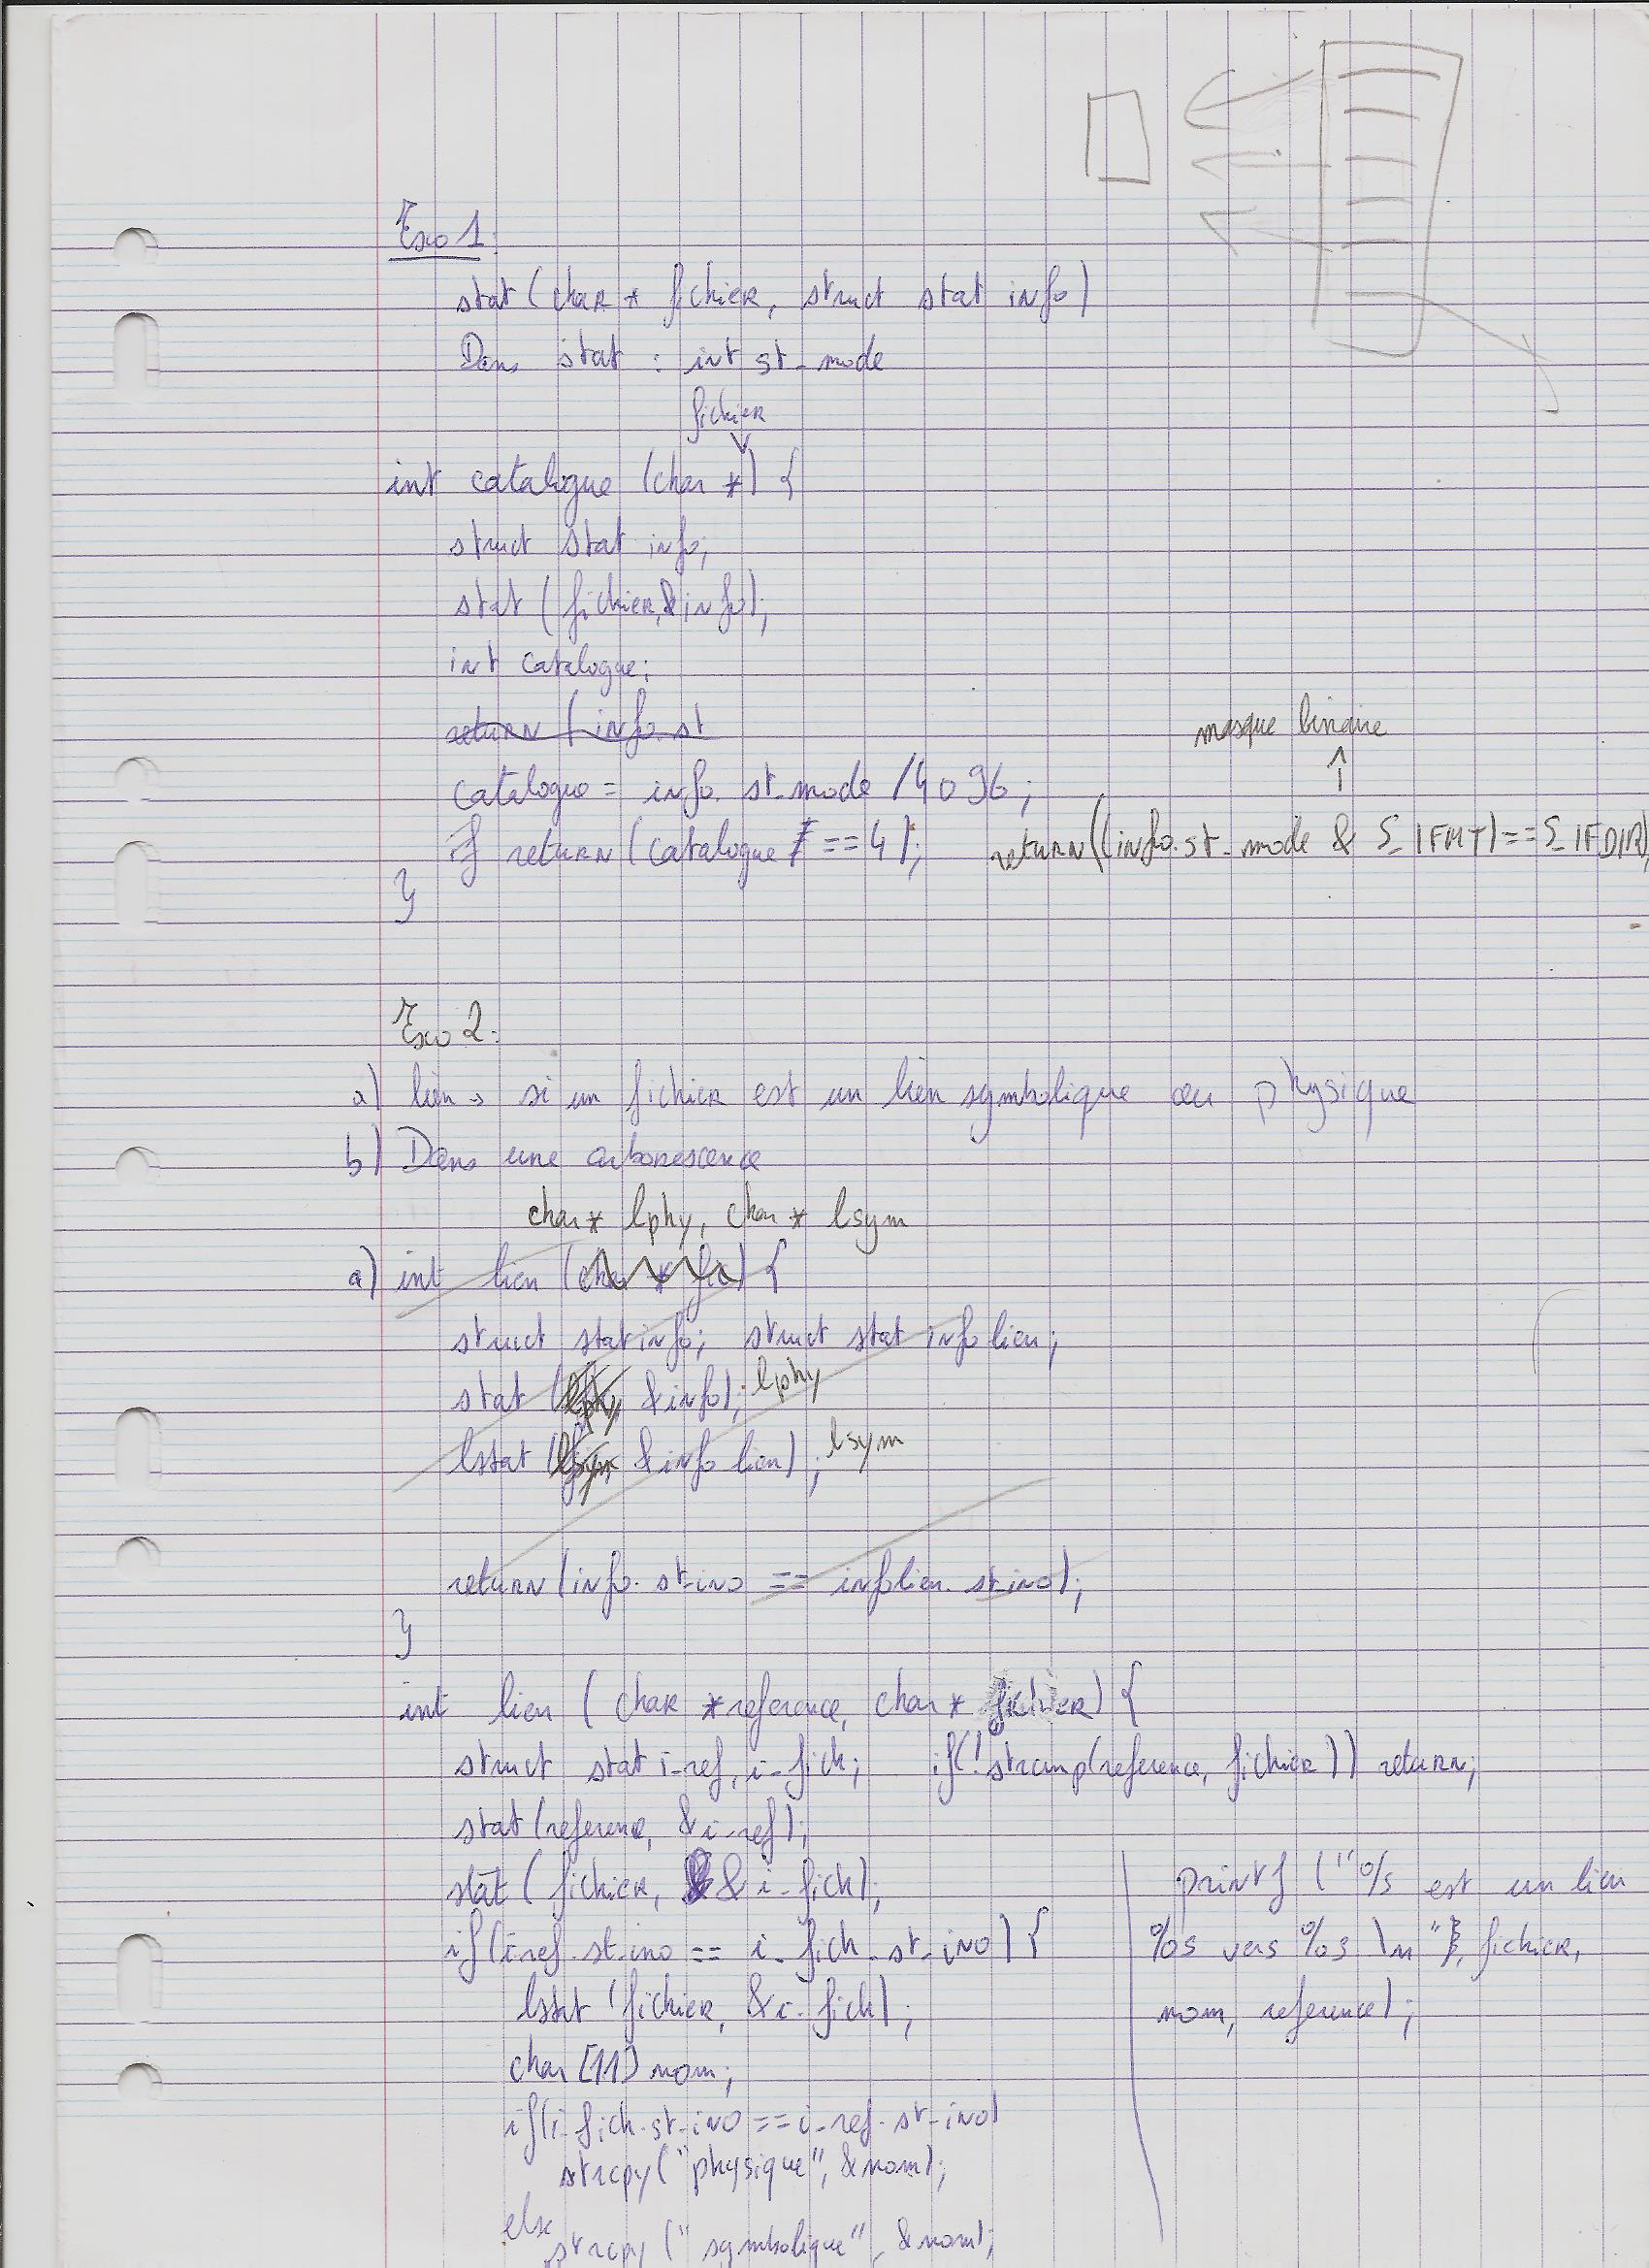 Exo 1:
stat (char * fichier, struct stat info)
Dans stat : int st_mode
fichier
int catalogue (char *) {
struct stat info;
stat (fichier, &info);
int catalogue;
return (info.st
masque binaire
catalogue = info.st_mode /4096;
if return (catalogue == 4); return((info.st_mode & S_IFMT)==S_IFDIR)
}
Exo 2:
a) lien → si un fichier est un lien symbolique ou physique
b) Dans une arborescence
char* lphy, char* lsym
a) int lien (char * fic) {
struct stat info; struct stat infolien;
stat (lphy &info); lphy
lstat (lsym &infolien); lsym
return (info.st_ino == infolien.st_ino);
}
int lien (char *reference, char* fichier) {
struct stat i_ref, i_fich; if(!strcmp(reference, fichier)) return;
stat (reference, &i_ref);
stat (fichier, &i_fich);
printf ("%s est un lien
if (i_ref.st_ino == i_fich.st_ino) {
%s vers %s \n", fichier,
lstat (fichier, &i_fich);
nom, reference);
char [11] nom;
if(i_fich.st_ino == i_ref.st_ino)
strcpy ("physique", &nom);
else
strcpy ("symbolique", &nom);